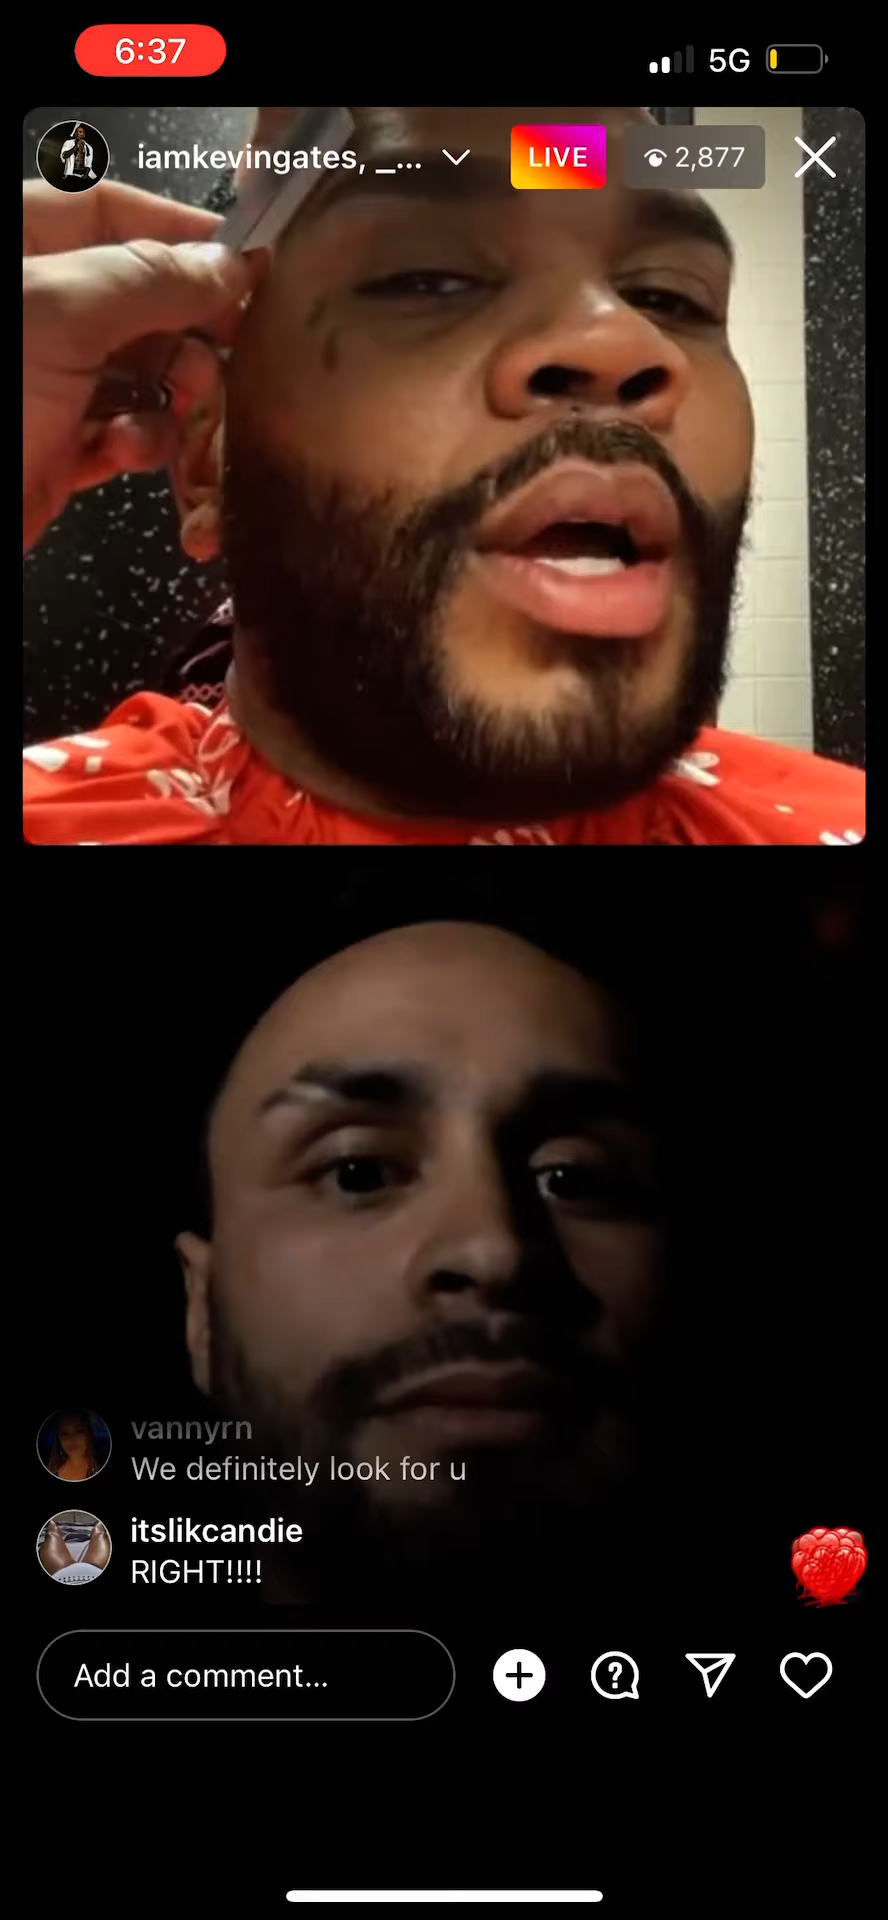 6:37
5G
iamkevingates, _...
LIVE
2,877
vannyrn
We definitely look for u
itslikcandie
RIGHT!!!!
Add a comment...